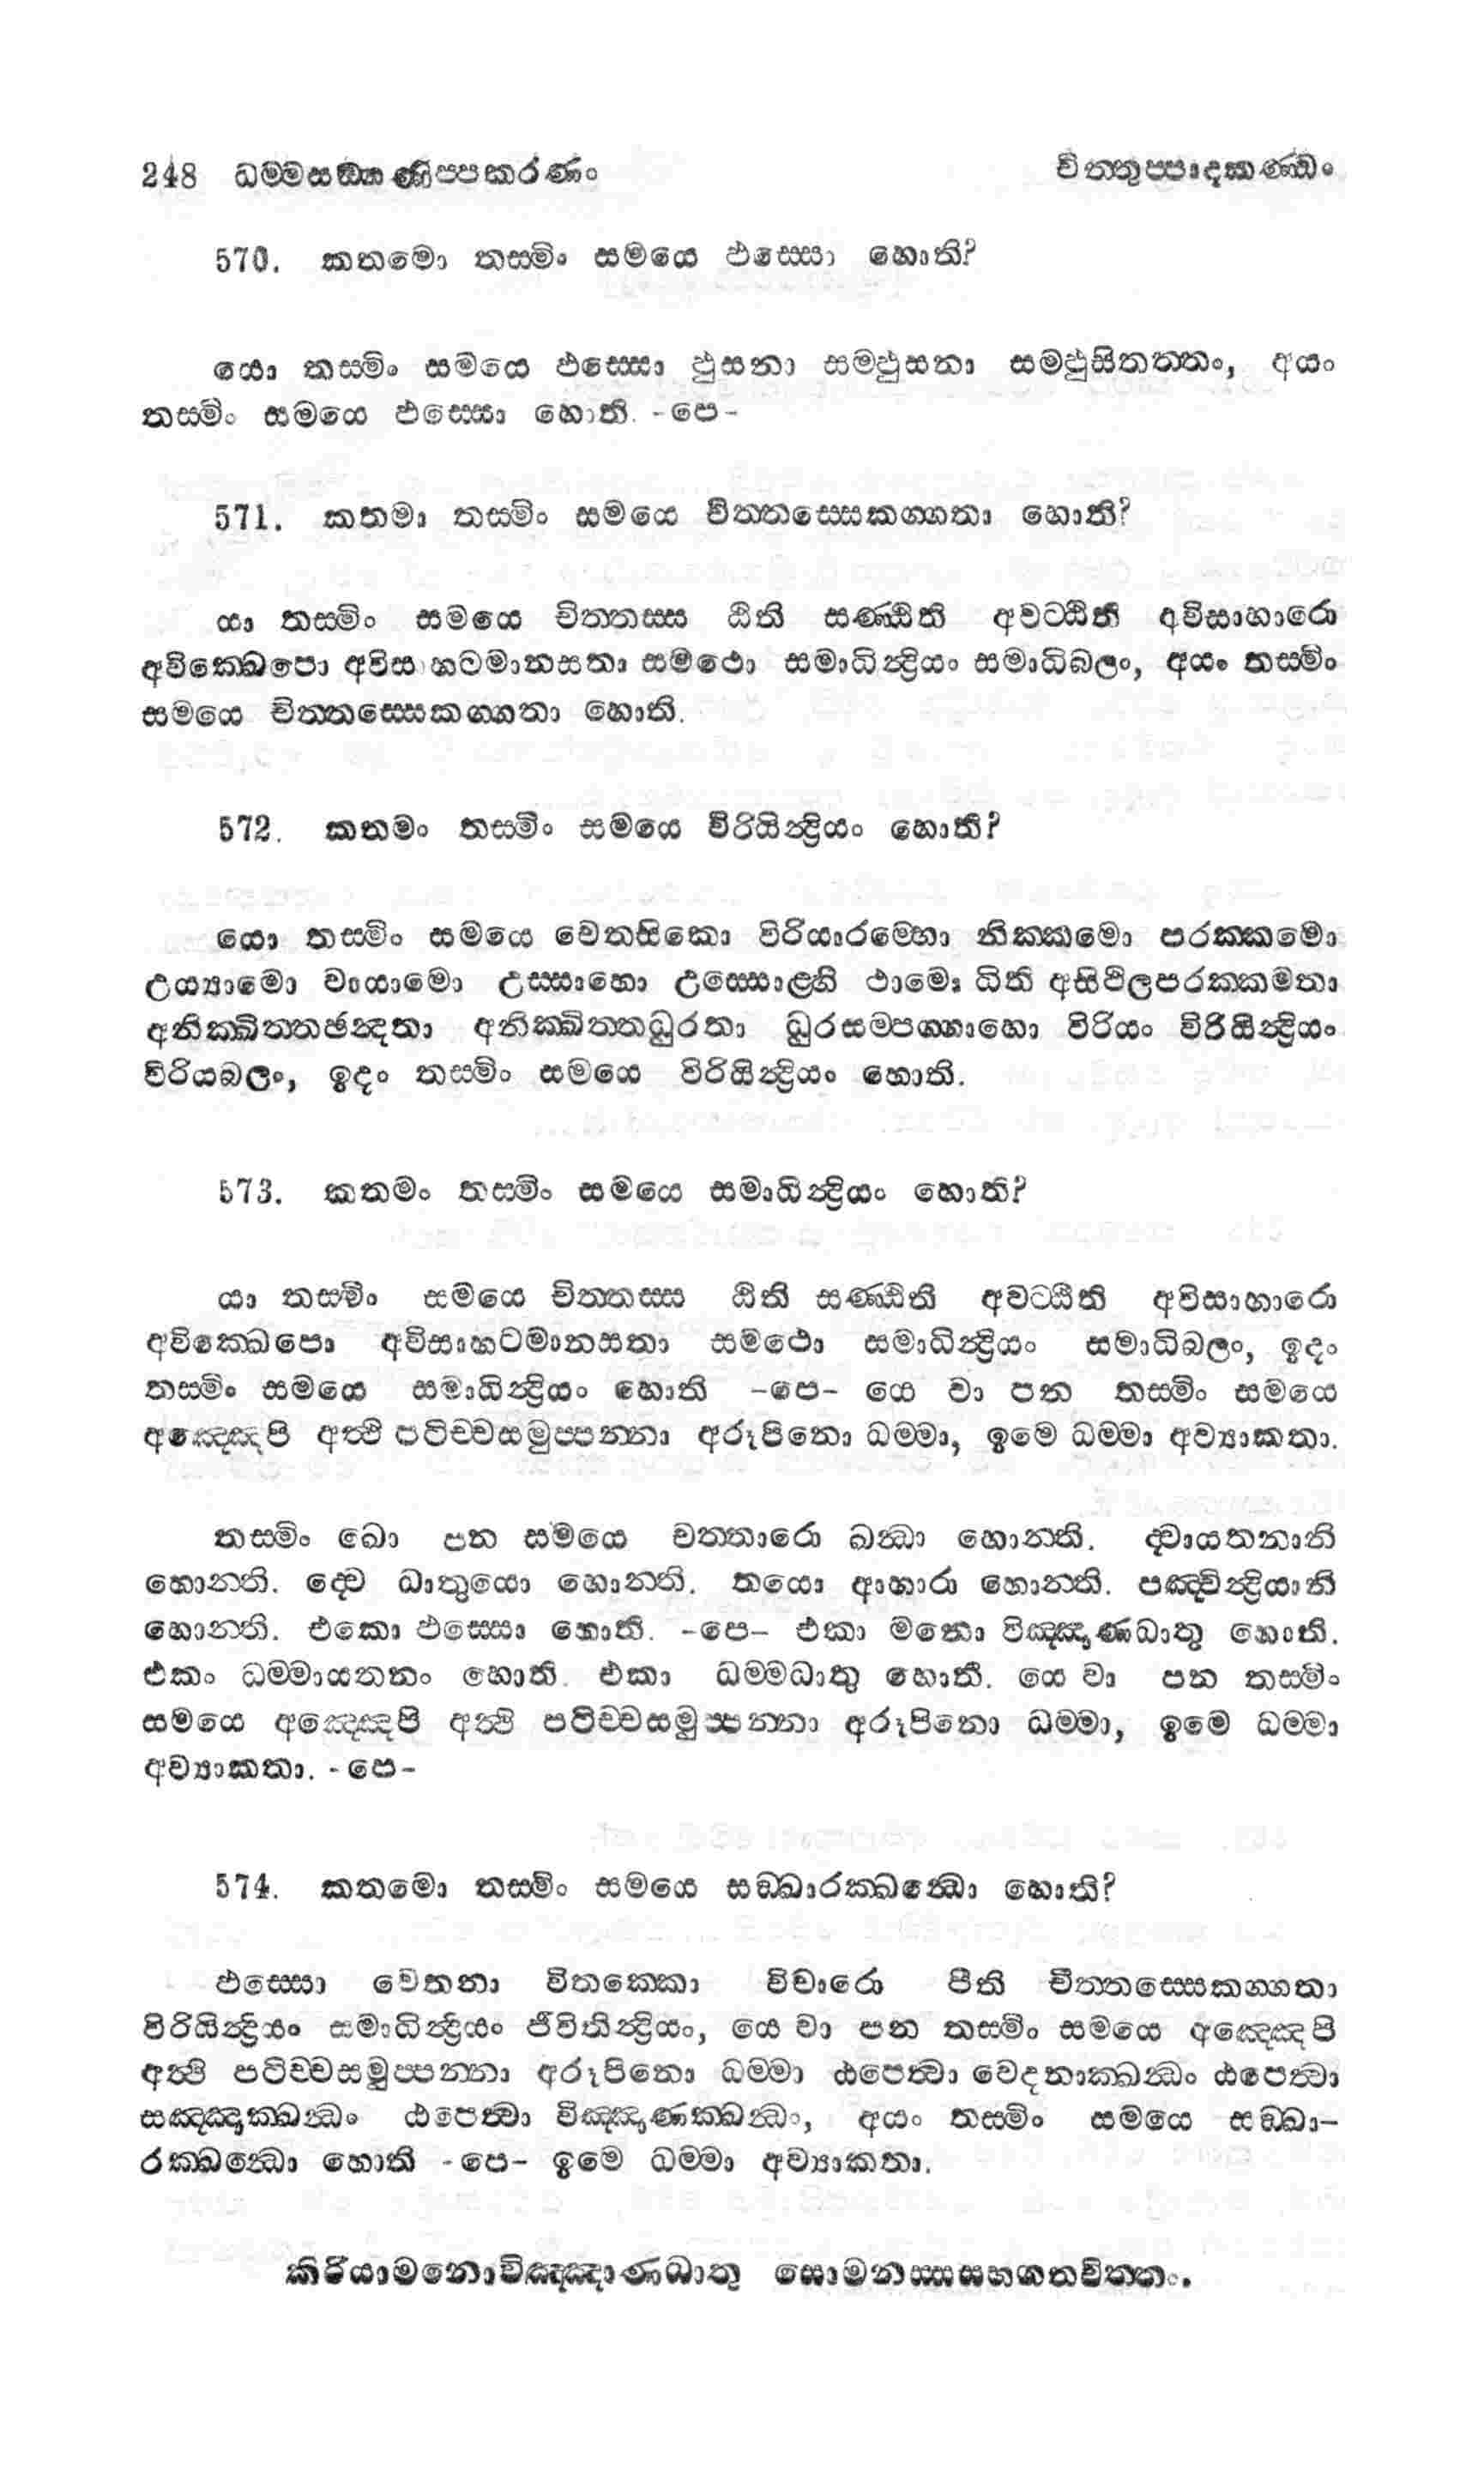 248 ධම්මසඞ්ගණිප්පකරණං
චිත්තුප්පාදකණ්ඩං
570. කතමො තස්මිං සමයෙ ඵස්සො හොති?
යො තස්මිං සමයෙ ඵස්සො ඵුසනා සම්ඵුසනා සම්ඵුසිතත්තං, අයං
තස්මිං සමයෙ ඵස්සො හොති. -පෙ-
571. කතමා තස්මිං සමයෙ චිත්තස්සෙකග්ගතා හොති?
යා තස්මිං සමයෙ චිත්තස්ස ඨිති සණ්ඨිති අවට්ඨිති අවිසාහාරො
අවික්ඛෙපො අවිසාහටමානසතා සමථො සමාධින්ද්‍රියං සමාධිබලං, අයං තස්මිං
සමයෙ චිත්තස්සෙකග්ගතා හොති.
572. කතමං තස්මිං සමයෙ විරියින්ද්‍රියං හොති?
යො තස්මිං සමයෙ චෙතසිකො විරියාරම්භො නික්කමො පරක්කමො
උය්‍යාමො වායාමො උස්සාහො උස්සොළ්හි ථාමො ධිති අසිථිලපරක්කමතා
අනික්ඛිත්තඡන්දතා අනික්ඛිත්තධුරතා ධුරසම්පග්ගාහො විරියං විරියින්ද්‍රියං
විරියබලං, ඉදං තස්මිං සමයෙ විරියින්ද්‍රියං හොති.
573. කතමං තස්මිං සමයෙ සමාධින්ද්‍රියං හොති?
යා තස්මිං සමයෙ චිත්තස්ස ඨිති සණ්ඨිති අවට්ඨිති අවිසාහාරො
අවික්ඛෙපො අවිසාහටමානසතා සමථො සමාධින්ද්‍රියං සමාධිබලං, ඉදං
තස්මිං සමයෙ සමාධින්ද්‍රියං හොති -පෙ- යෙ වා පන තස්මිං සමයෙ
අඤ්ඤෙපි අත්ථි පටිච්චසමුප්පන්නා අරූපිනො ධම්මා, ඉමෙ ධම්මා අව්‍යාකතා.
තස්මිං ඛො පන සමයෙ චත්තාරො ඛන්ධා හොන්ති. ද්වායතනානි
හොන්ති. ද්වෙ ධාතුයො හොන්ති. තයො ආහාරා හොන්ති. පඤ්චින්ද්‍රියානි
හොන්ති. එකො ඵස්සො හොති. -පෙ- එකා මනො විඤ්ඤාණධාතු හොති.
එකං ධම්මායතනං හොති. එකා ධම්මධාතු හොති. යෙ වා පන තස්මිං
සමයෙ අඤ්ඤෙපි අත්ථි පටිච්චසමුප්පන්නා අරූපිනො ධම්මා, ඉමෙ ධම්මා
අව්‍යාකතා. -පෙ-
574. කතමො තස්මිං සමයෙ සඞ්ඛාරක්ඛන්ධො හොති?
ඵස්සො චෙතනා විතක්කො විචාරො පීති චිත්තස්සෙකග්ගතා
විරියින්ද්‍රියං සමාධින්ද්‍රියං ජීවිතින්ද්‍රියං, යෙ වා පන තස්මිං සමයෙ අඤ්ඤෙපි
අත්ථි පටිච්චසමුප්පන්නා අරූපිනො ධම්මා ඨපෙත්වා වෙදනාක්ඛන්ධං ඨපෙත්වා
සඤ්ඤාක්ඛන්ධං ඨපෙත්වා විඤ්ඤාණක්ඛන්ධං, අයං තස්මිං සමයෙ සඞ්ඛා-
රක්ඛන්ධො හොති -පෙ- ඉමෙ ධම්මා අව්‍යාකතා.
කිරියාමනොවිඤ්ඤාණධාතු සොමනස්සසහගතචිත්තං.